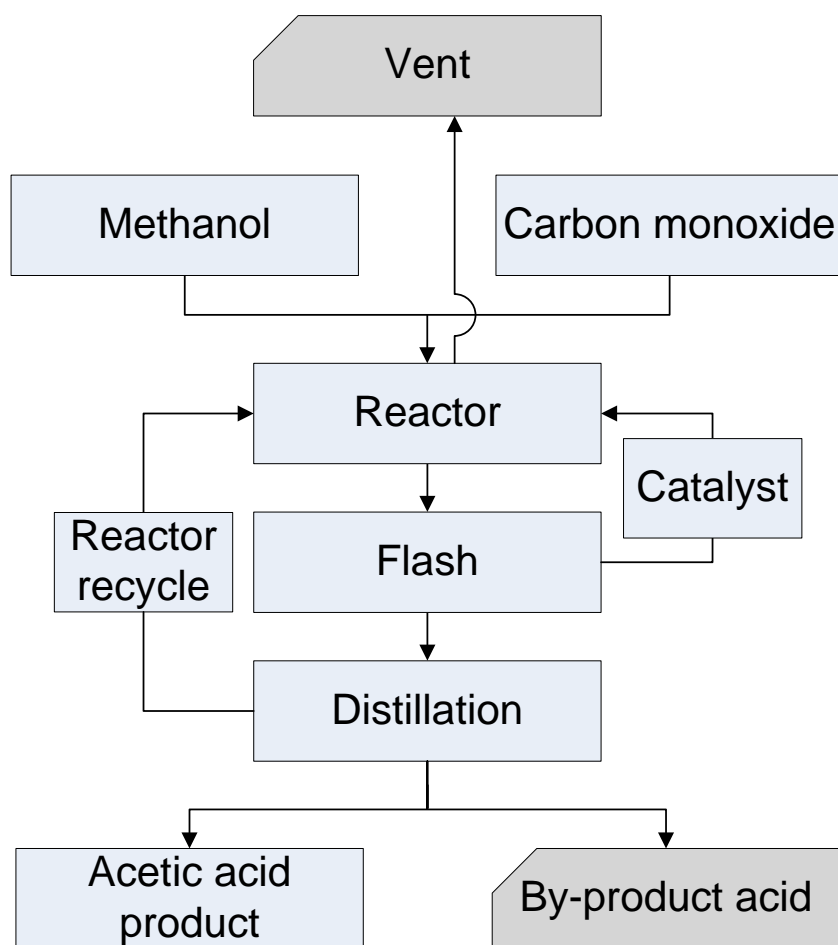 Vent
Methanol
Carbon monoxide
Reactor
Catalyst
Reactor
recycle
Flash
Distillation
Acetic acid
product
By-product acid